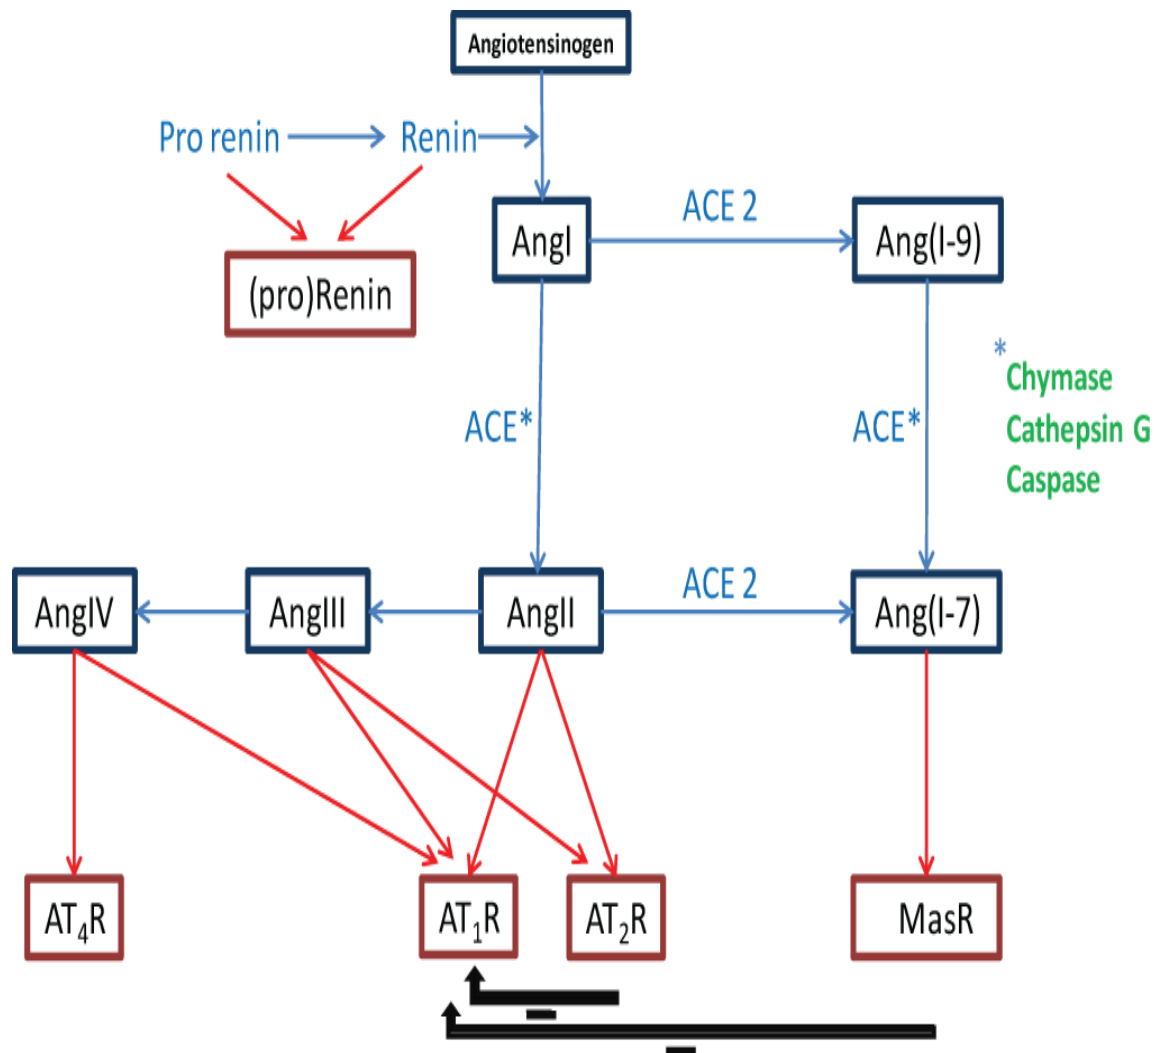 Angiotensinogen
Pro renin
Renin
AngI
ACE 2
Ang(I-9)
(pro)Renin
*
Chymase
Cathepsin G
Caspase
ACE*
ACE*
AngIV
AngIII
AngII
ACE 2
Ang(I-7)
AT₄R
AT₁R
AT₂R
MasR